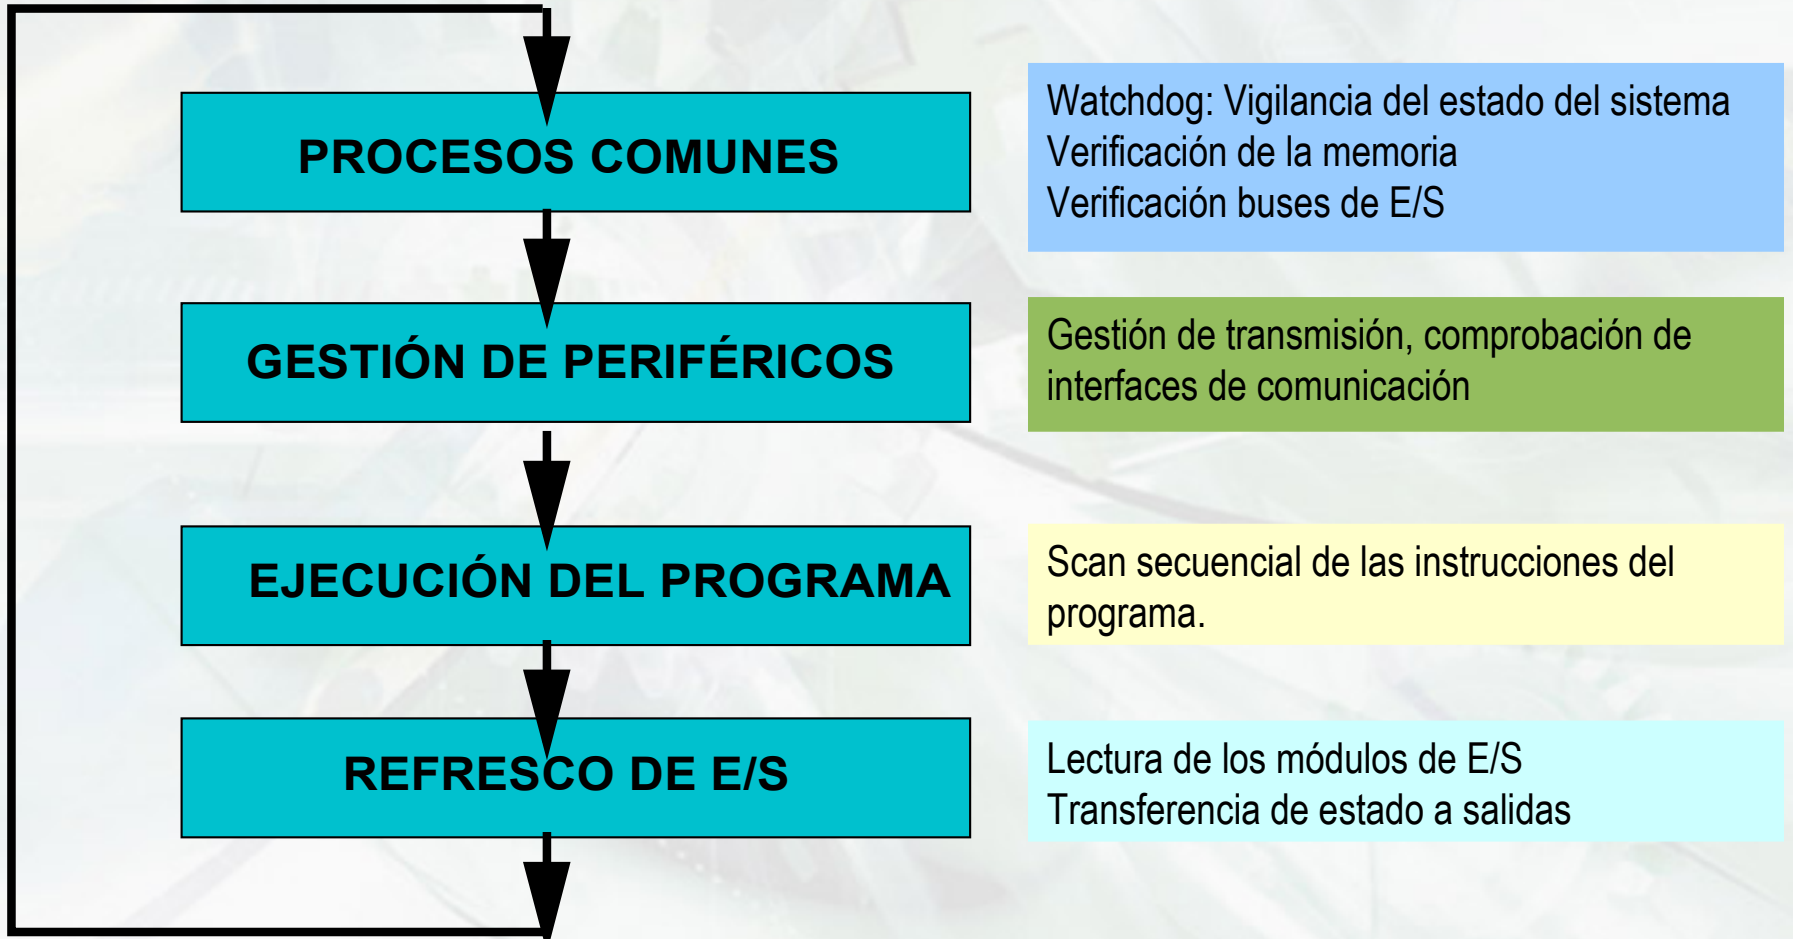 PROCESOS COMUNES
Watchdog: Vigilancia del estado del sistema
Verificación de la memoria
Verificación buses de E/S
GESTIÓN DE PERIFÉRICOS
Gestión de transmisión, comprobación de
interfaces de comunicación
EJECUCIÓN DEL PROGRAMA
Scan secuencial de las instrucciones del
programa.
REFRESCO DE E/S
Lectura de los módulos de E/S
Transferencia de estado a salidas